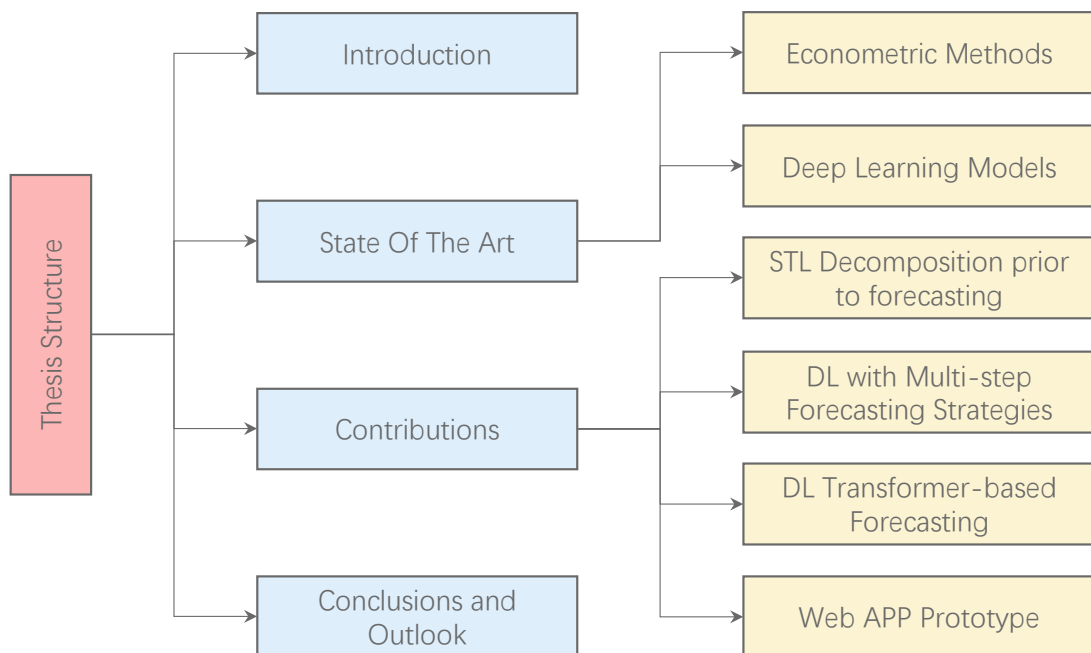 Thesis Structure
Introduction
State Of The Art
Contributions
Conclusions and
Outlook
Econometric Methods
Deep Learning Models
STL Decomposition prior
to forecasting
DL with Multi-step
Forecasting Strategies
DL Transformer-based
Forecasting
Web APP Prototype